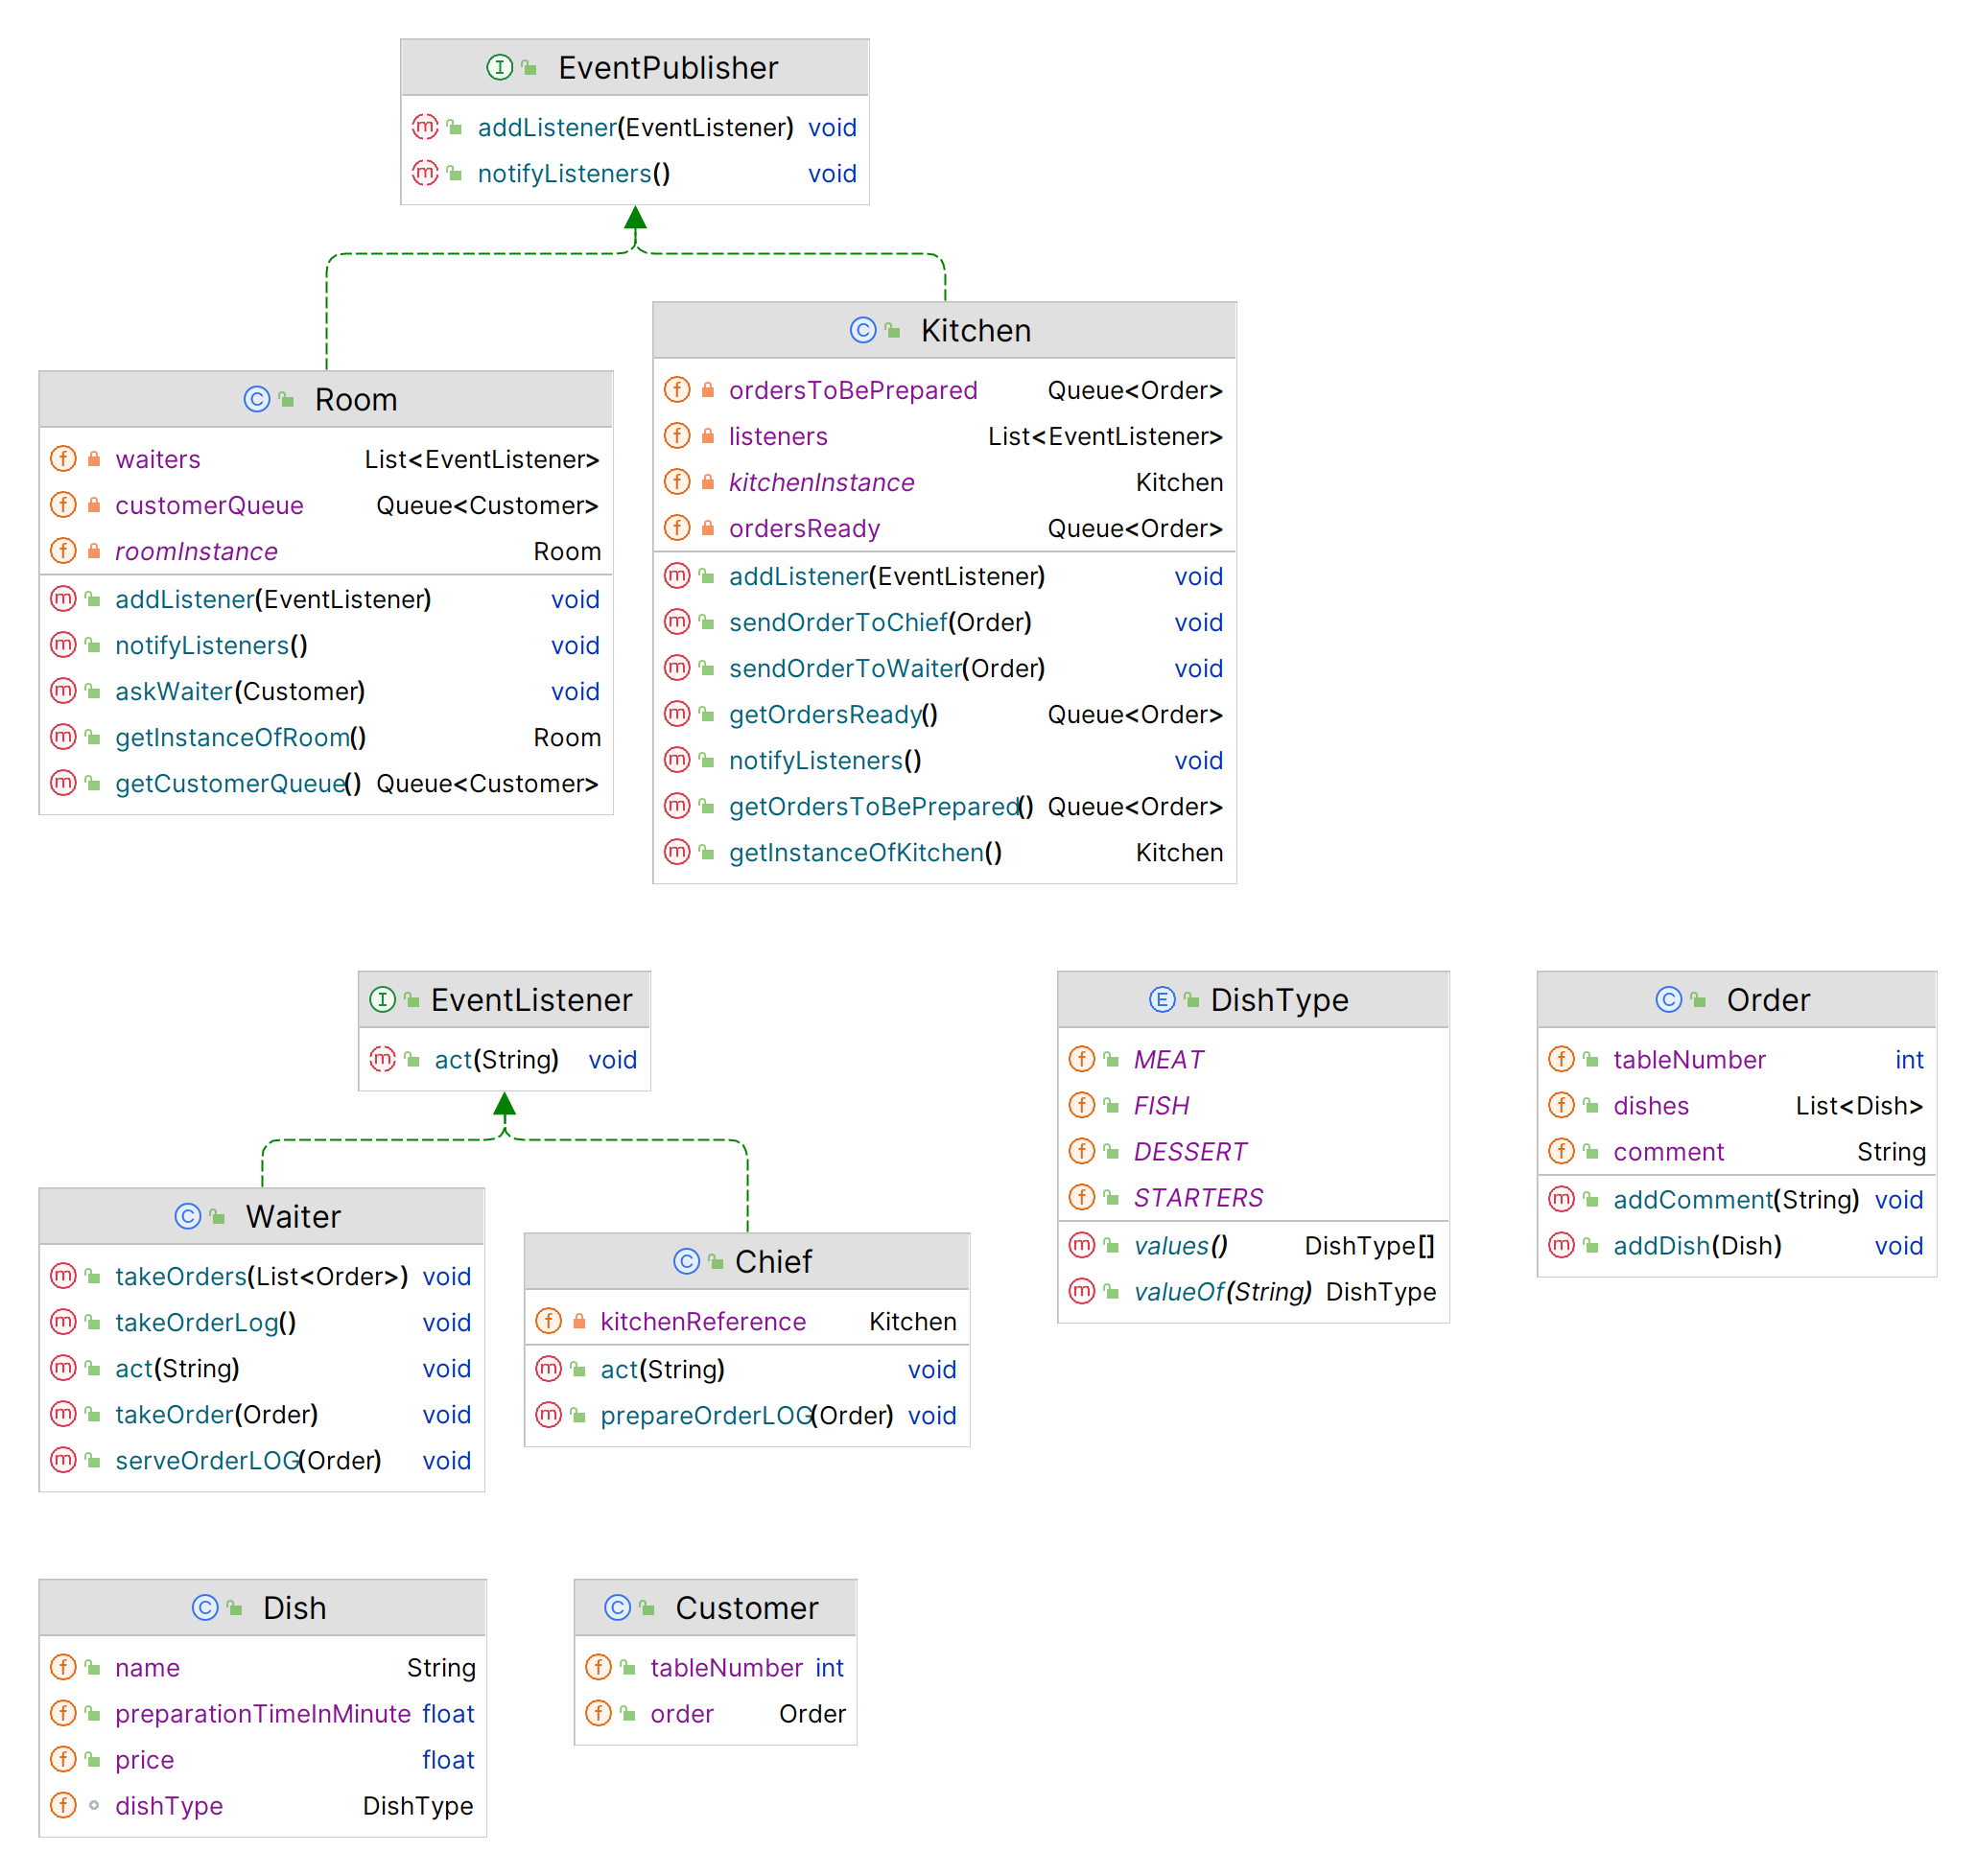 EventPublisher
addListener(EventListener) void
notifyListeners() void
Room
waiters List<EventListener>
customerQueue Queue<Customer>
roomInstance Room
addListener(EventListener) void
notifyListeners() void
askWaiter(Customer) void
getInstanceOfRoom() Room
getCustomerQueue() Queue<Customer>
Kitchen
ordersToBePrepared Queue<Order>
listeners List<EventListener>
kitchenInstance Kitchen
ordersReady Queue<Order>
addListener(EventListener) void
sendOrderToChief(Order) void
sendOrderToWaiter(Order) void
getOrdersReady() Queue<Order>
notifyListeners() void
getOrdersToBePrepared() Queue<Order>
getInstanceOfKitchen() Kitchen
EventListener
act(String) void
Waiter
takeOrders(List<Order>) void
takeOrderLog() void
act(String) void
takeOrder(Order) void
serveOrderLOG(Order) void
Chief
kitchenReference Kitchen
act(String) void
prepareOrderLOG(Order) void
DishType
MEAT
FISH
DESSERT
STARTERS
values() DishType[]
valueOf(String) DishType
Order
tableNumber int
dishes List<Dish>
comment String
addComment(String) void
addDish(Dish) void
Dish
name String
preparationTimeInMinute float
price float
dishType DishType
Customer
tableNumber int
order Order